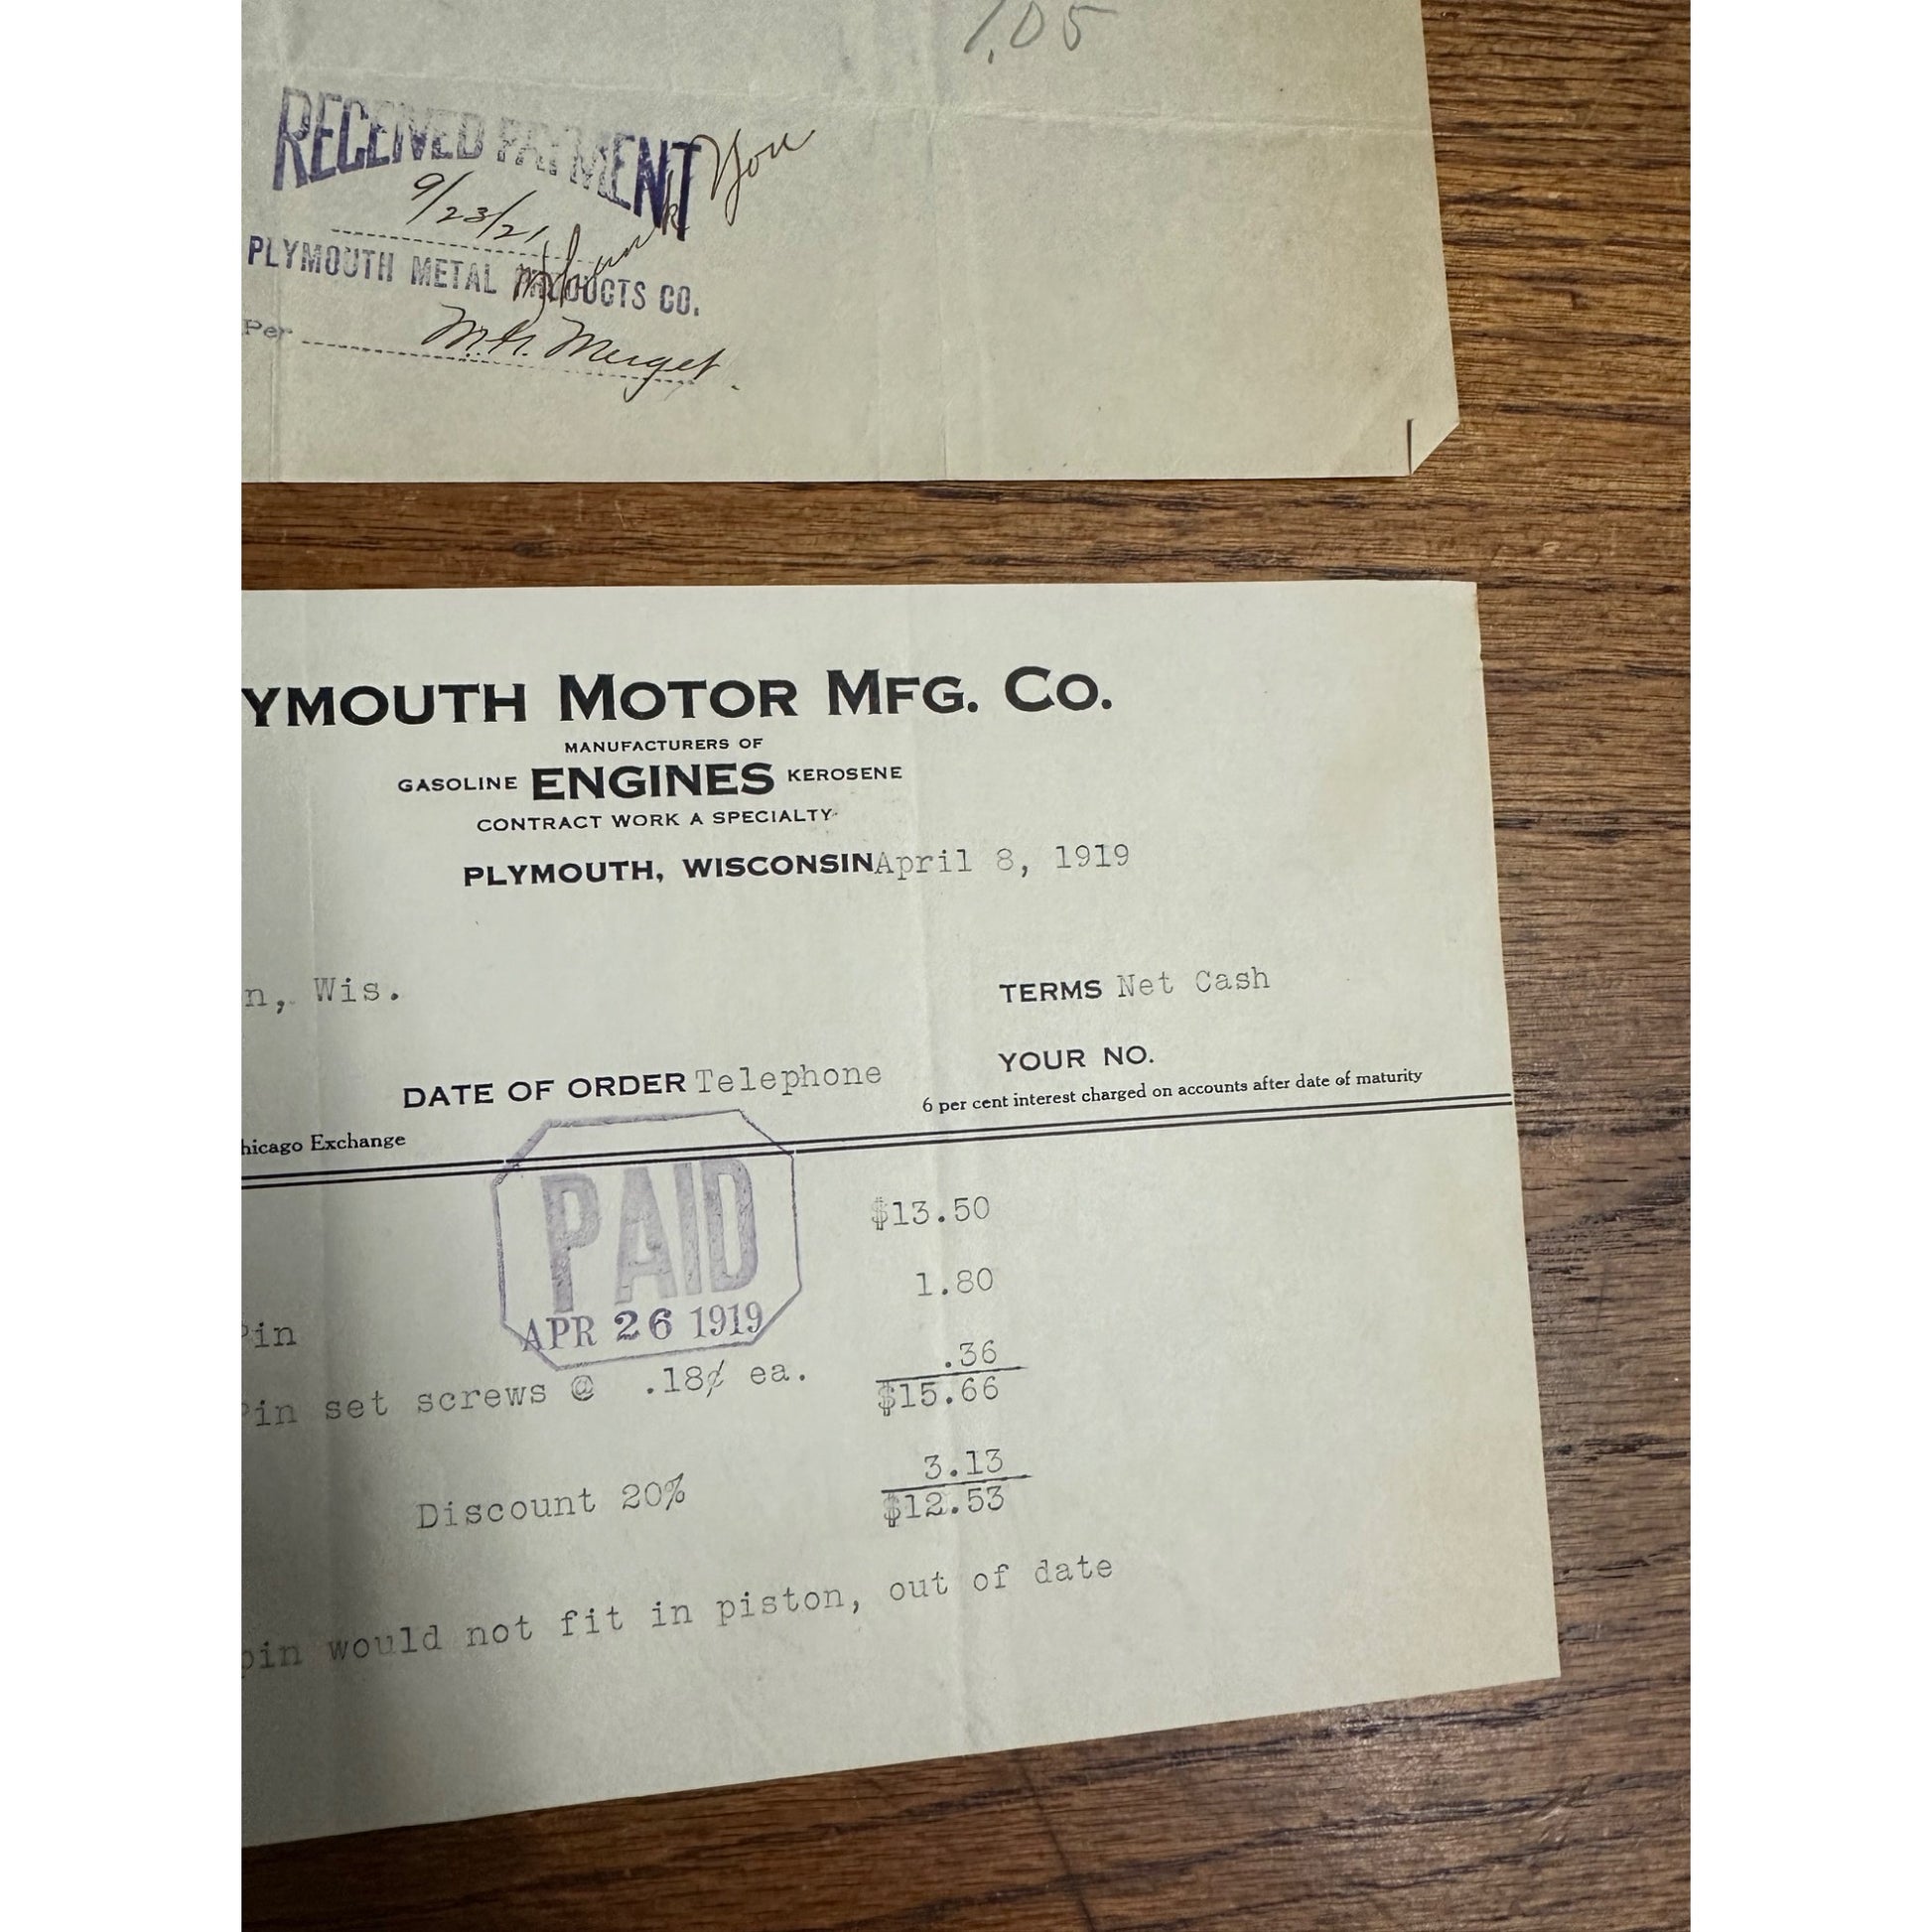 1.05
RECEIVED PAYMENT
Thank You
9/23/21
PLYMOUTH METAL PRODUCTS CO.
Per M.H. Merget
YMOUTH MOTOR MFG. CO.
MANUFACTURERS OF
GASOLINE ENGINES KEROSENE
CONTRACT WORK A SPECIALTY
PLYMOUTH, WISCONSIN April 8, 1919
n, Wis.
TERMS Net Cash
YOUR NO.
DATE OF ORDER Telephone
6 per cent interest charged on accounts after date of maturity
hicago Exchange
PAID
APR 26 1919
$13.50
1.80
Pin
.36
Pin set screws @ .18¢ ea.
$15.66
3.13
Discount 20%
$12.53
pin would not fit in piston, out of date